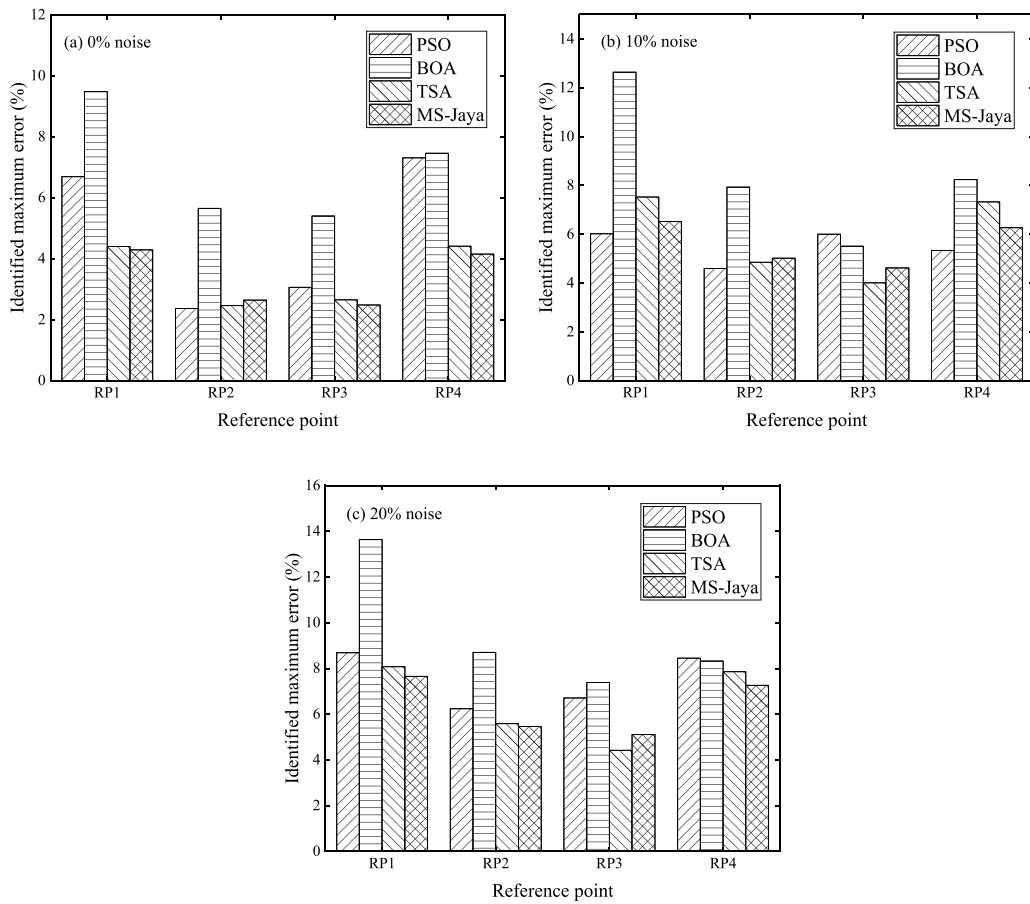 (a) 0% noise
PSO
BOA
TSA
MS-Jaya
Identified maximum error (%)
12
10
8
6
4
2
0
RP1 RP2 RP3 RP4
Reference point
(b) 10% noise
PSO
BOA
TSA
MS-Jaya
Identified maximum error (%)
14
12
10
8
6
4
2
0
RP1 RP2 RP3 RP4
Reference point
(c) 20% noise
PSO
BOA
TSA
MS-Jaya
Identified maximum error (%)
16
14
12
10
8
6
4
2
0
RP1 RP2 RP3 RP4
Reference point